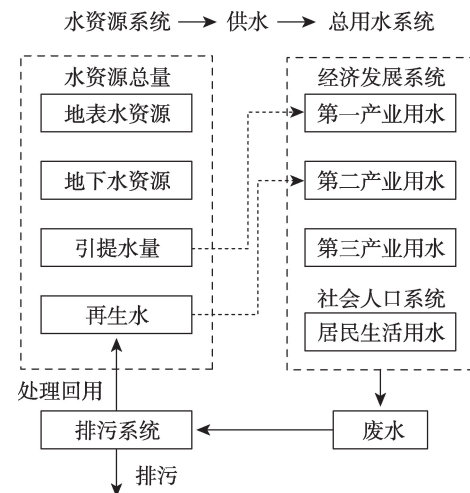 水资源系统 供水 总用水系统
水资源总量
地表水资源
地下水资源
引提水量
再生水
经济发展系统
第一产业用水
第二产业用水
第三产业用水
社会人口系统
居民生活用水
处理回用
排污系统
废水
排污